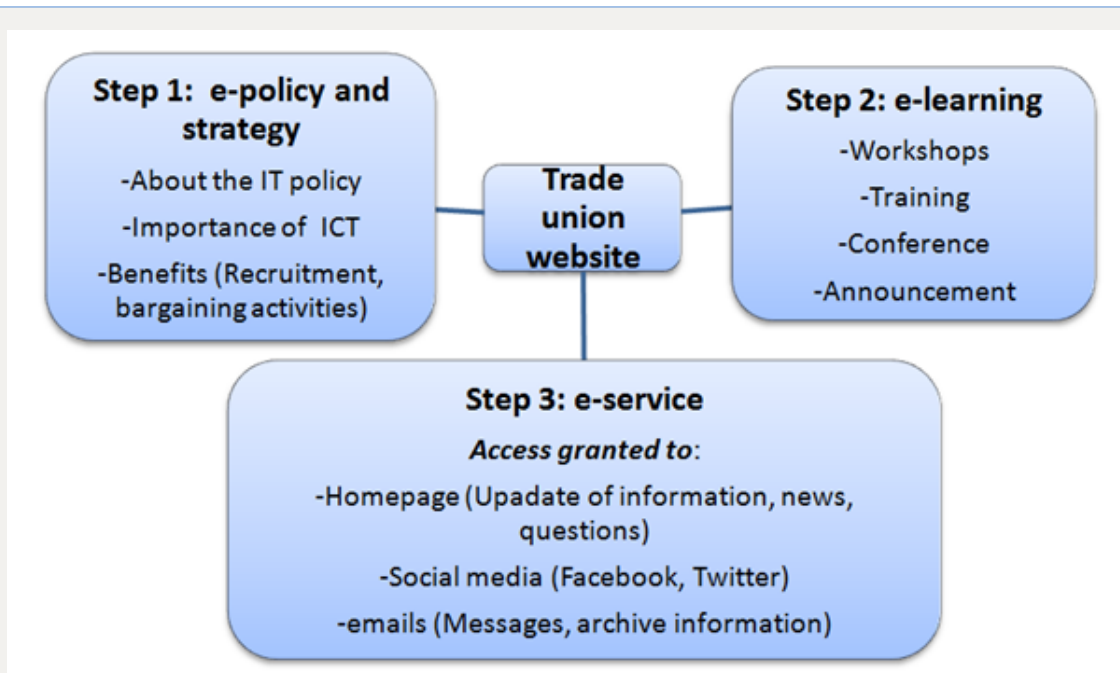 Step 1:  e-policy and
strategy
-About the IT policy
-Importance of  ICT
-Benefits (Recruitment,
bargaining activities)
Trade
union
website
Step 2: e-learning
-Workshops
-Training
-Conference
-Announcement
Step 3: e-service
Access granted to:
-Homepage (Upadate of information, news,
questions)
-Social media (Facebook, Twitter)
-emails (Messages, archive information)